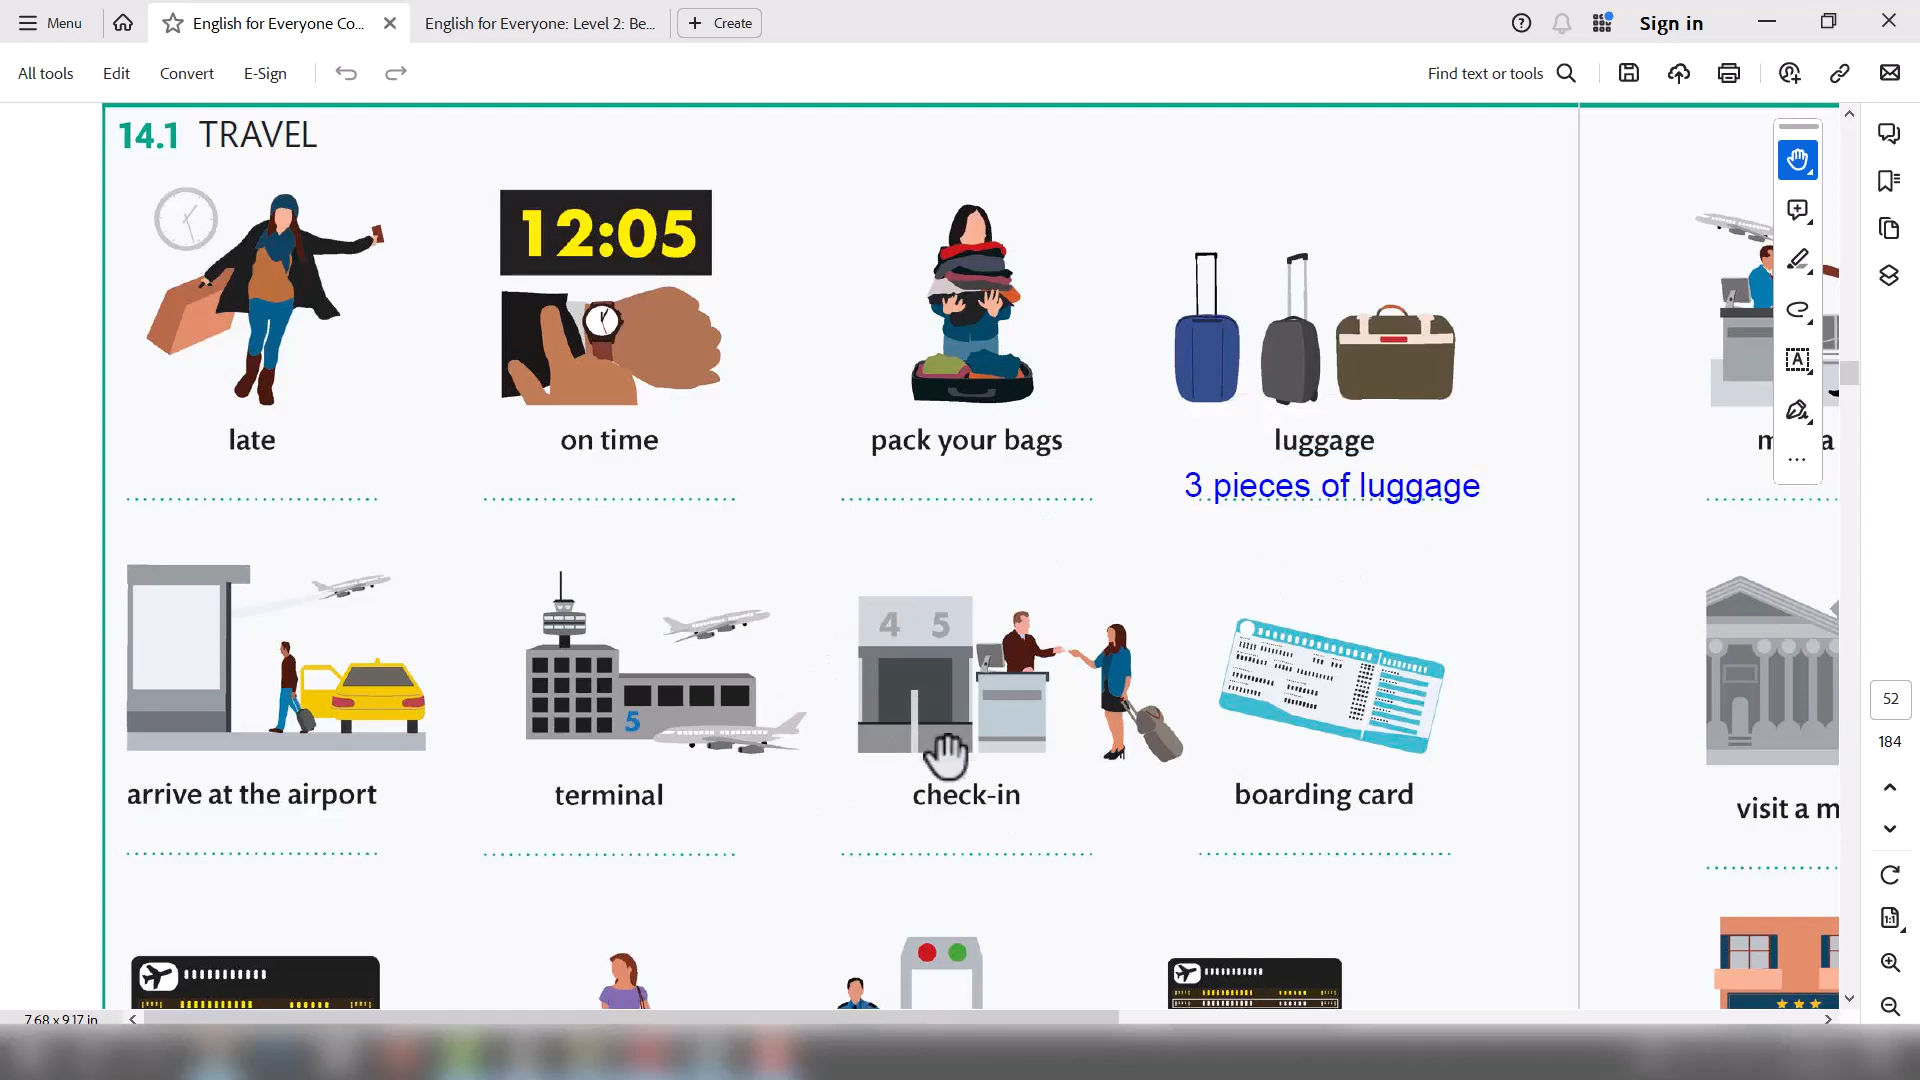 Menu
English for Everyone Co...
English for Everyone: Level 2: Be...
Create
Sign in
All tools
Edit
Convert
E-Sign
Find text or tools
14.1 TRAVEL
12:05
late
on time
pack your bags
luggage
3 pieces of luggage
4 5
5
arrive at the airport
terminal
check-in
boarding card
visit a m
52
184
7.68 x 9.17 in